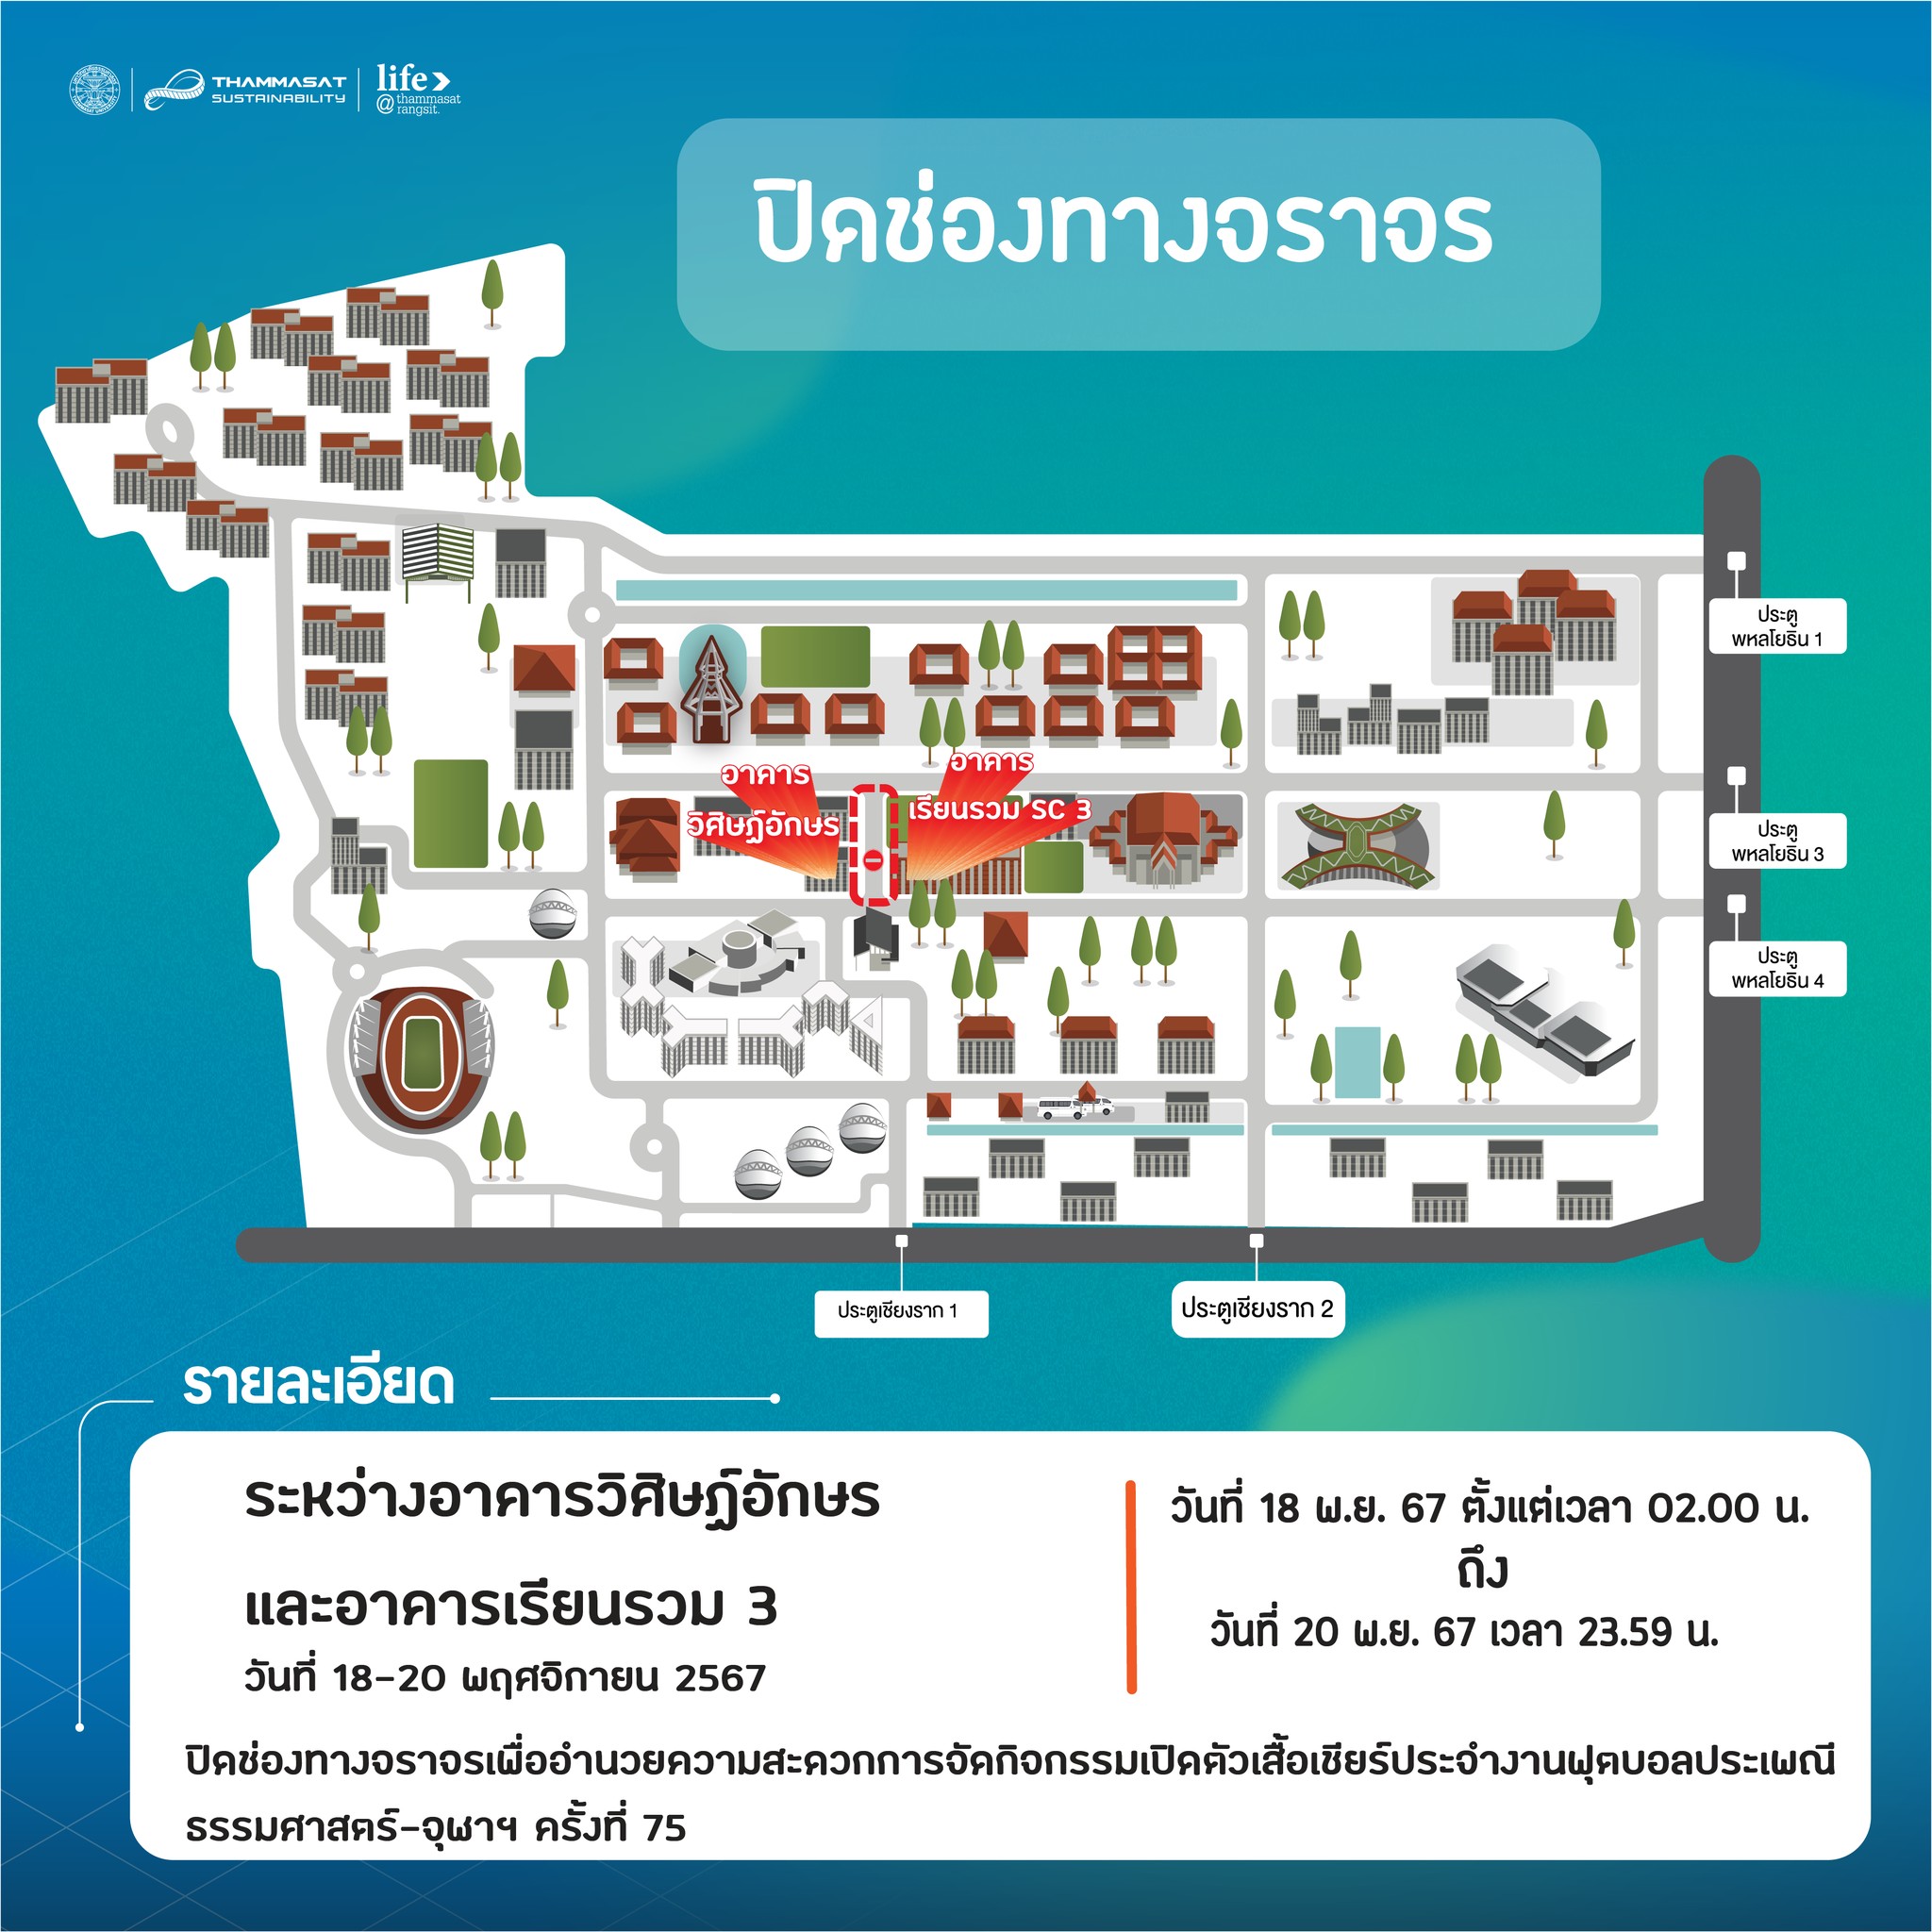 THAMMASAT
SUSTAINABILITY
life
@thammasat
rangsit.
ปิดช่องทางจราจร
ประตู
พหลโยธิน 1
อาคาร
วิศิษฏ์อักษร
อาคาร
เรียนรวม SC 3
ประตู
พหลโยธิน 3
ประตู
พหลโยธิน 4
ประตูเชียงราก 1
ประตูเชียงราก 2
รายละเอียด
ระหว่างอาคารวิศิษฏ์อักษร
และอาคารเรียนรวม 3
วันที่ 18-20 พฤศจิกายน 2567
วันที่ 18 พ.ย. 67 ตั้งแต่เวลา 02.00 น.
ถึง
วันที่ 20 พ.ย. 67 เวลา 23.59 น.
ปิดช่องทางจราจรเพื่ออำนวยความสะดวกการจัดกิจกรรมเปิดตัวเสื้อเชียร์ประจำงานฟุตบอลประเพณี
ธรรมศาสตร์-จุฬาฯ ครั้งที่ 75